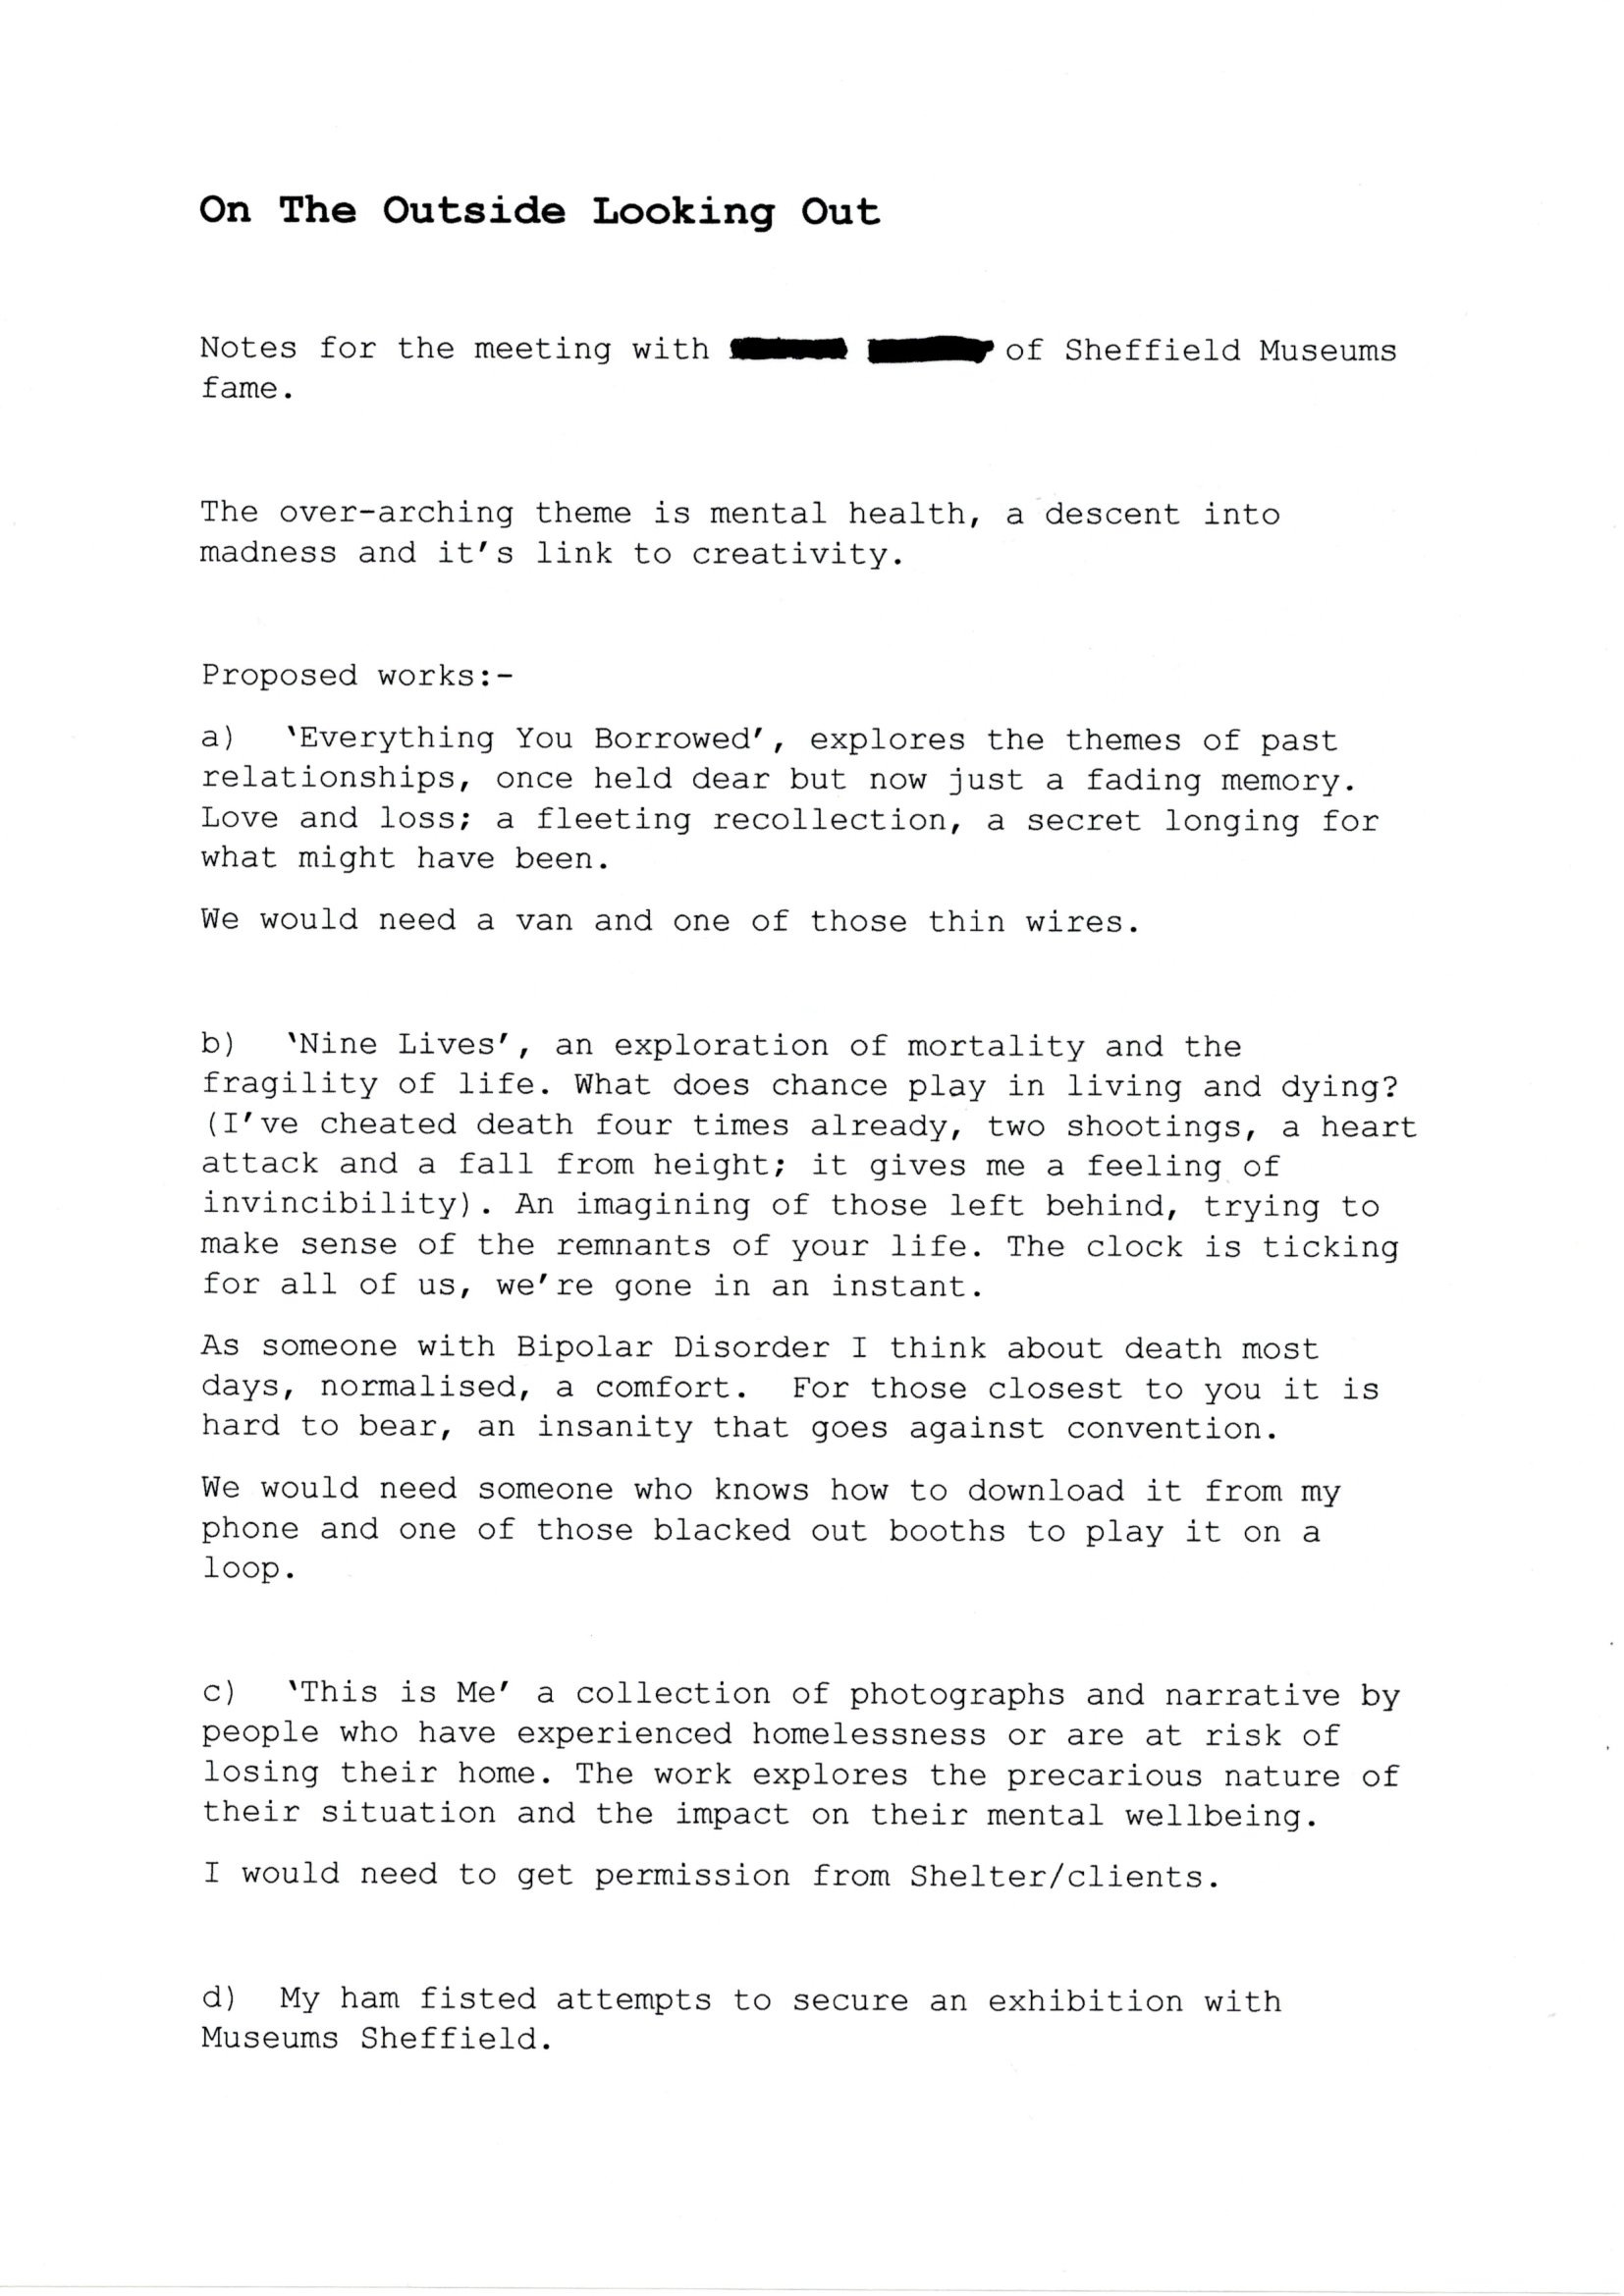 On The Outside Looking Out
Notes for the meeting with of Sheffield Museums
fame.
The over-arching theme is mental health, a descent into
madness and it's link to creativity.
Proposed works:-
a) ‘Everything You Borrowed’, explores the themes of past
relationships, once held dear but now just a fading memory.
Love and loss; a fleeting recollection, a secret longing for
what might have been.
We would need a van and one of those thin wires.
b) ‘Nine Lives’, an exploration of mortality and the
fragility of life. What does chance play in living and dying?
(I've cheated death four times already, two shootings, a heart
attack and a fall from height; it gives me a feeling of
invincibility). An imagining of those left behind, trying to
make sense of the remnants of your life. The clock is ticking
for all of us, we're gone in an instant.
As someone with Bipolar Disorder I think about death most
days, normalised, a comfort. For those closest to you it is
hard to bear, an insanity that goes against convention.
We would need someone who knows how to download it from my
phone and one of those blacked out booths to play it on a
loop.
c) ‘This is Me’ a collection of photographs and narrative by
people who have experienced homelessness or are at risk of
losing their home. The work explores the precarious nature of
their situation and the impact on their mental wellbeing.
I would need to get permission from Shelter/clients.
d) My ham fisted attempts to secure an exhibition with
Museums Sheffield.